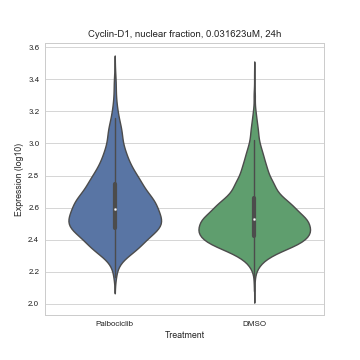 Cyclin-D1, nuclear fraction, 0.031623uM, 24h
3.6
3.4
3.2
3.0
2.8
2.6
2.4
2.2
2.0
Expression (log10)
Palbociclib DMSO
Treatment